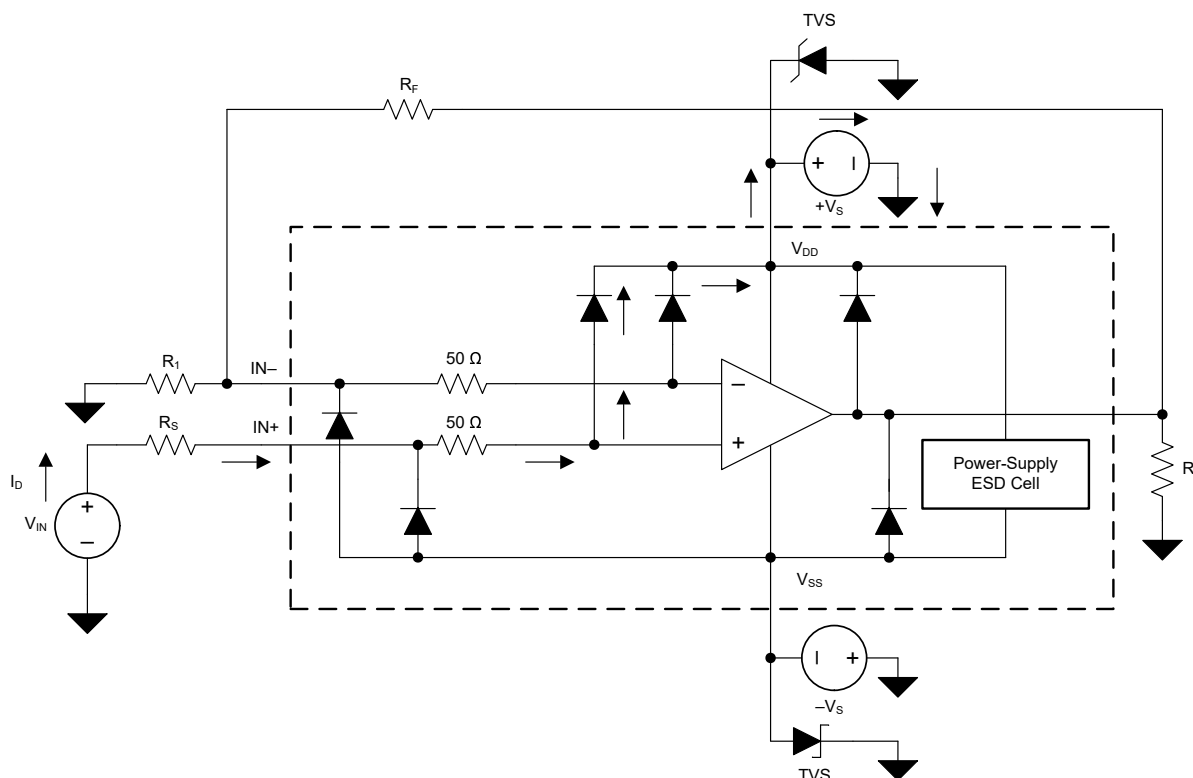 TVS
R_F
+ –
+V_S
V_DD
R_1
IN–
50 Ω
–
R_S
IN+
50 Ω
+
Power-Supply
ESD Cell
R
I_D
V_IN
+
–
V_SS
– +
–V_S
TVS